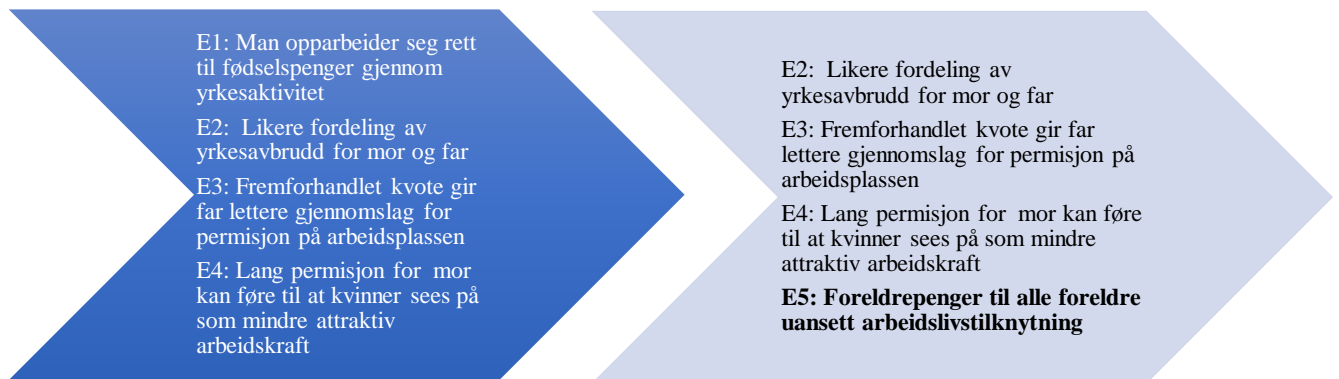 E1: Man opparbeider seg rett
til fødselspenger gjennom
yrkesaktivitet
E2: Likere fordeling av
yrkesavbrudd for mor og far
E3: Fremforhandlet kvote gir
far lettere gjennomslag for
permisjon på arbeidsplassen
E4: Lang permisjon for mor
kan føre til at kvinner sees på
som mindre attraktiv
arbeidskraft
E2: Likere fordeling av
yrkesavbrudd for mor og far
E3: Fremforhandlet kvote gir far
lettere gjennomslag for permisjon på
arbeidsplassen
E4: Lang permisjon for mor kan føre
til at kvinner sees på som mindre
attraktiv arbeidskraft
E5: Foreldrepenger til alle foreldre
uansett arbeidslivstilknytning